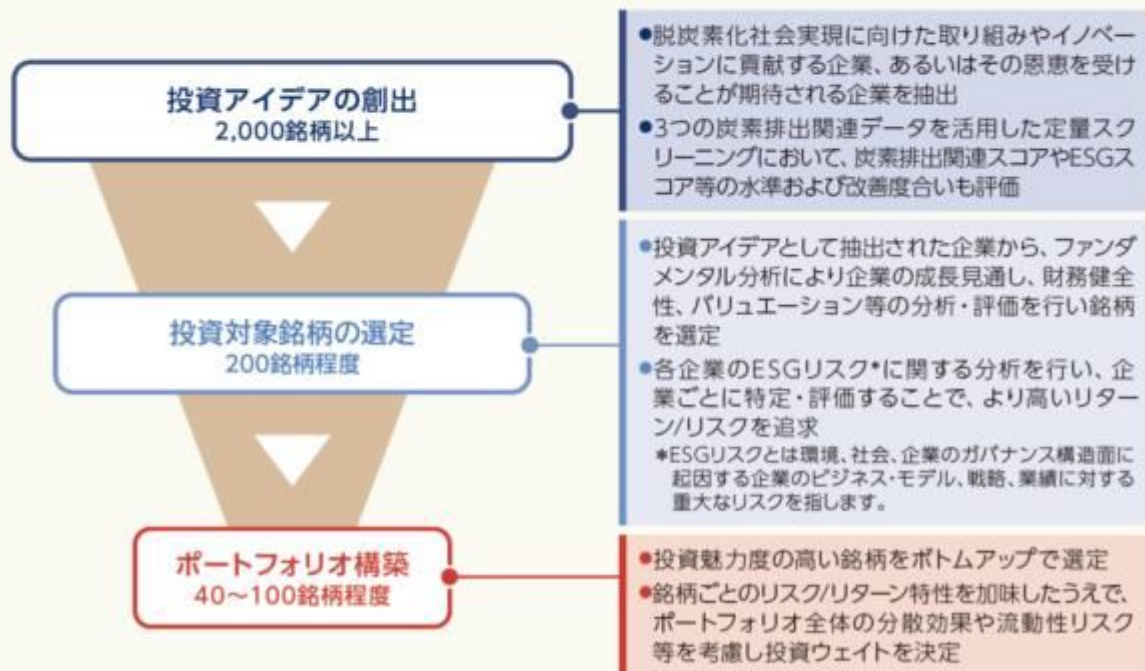 投資アイデアの創出
2,000銘柄以上
●脱炭素化社会実現に向けた取り組みやイノベー
ションに貢献する企業、あるいはその恩恵を受け
ることが期待される企業を抽出
●3つの炭素排出関連データを活用した定量スク
リーニングにおいて、炭素排出関連スコアやESGス
コア等の水準および改善度合いも評価
投資対象銘柄の選定
200銘柄程度
●投資アイデアとして抽出された企業から、ファンダ
メンタル分析により企業の成長見通し、財務健全
性、バリュエーション等の分析・評価を行い銘柄
を選定
●各企業のESGリスク*に関する分析を行い、企
業ごとに特定・評価することで、より高いリター
ン/リスクを追求
*ESGリスクとは環境、社会、企業のガバナンス構造面に
起因する企業のビジネス・モデル、戦略、業績に対する
重大なリスクを指します。
ポートフォリオ構築
40～100銘柄程度
●投資魅力度の高い銘柄をボトムアップで選定
●銘柄ごとのリスク/リターン特性を加味したうえで、
ポートフォリオ全体の分散効果や流動性リスク
等を考慮し投資ウェイトを決定